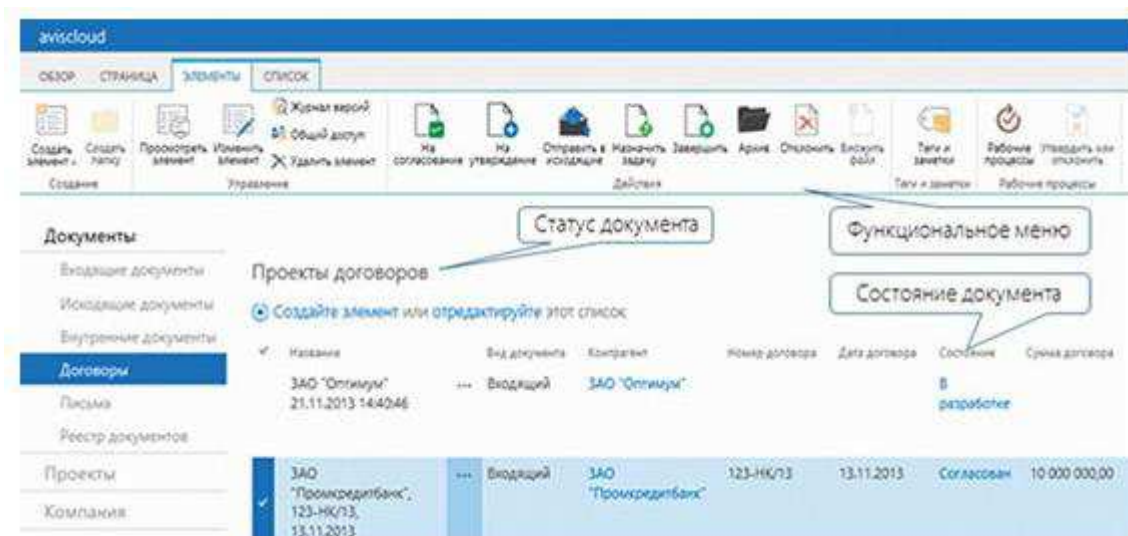 aviscloud
ОБЗОР СТРАНИЦА ЭЛЕМЕНТЫ СПИСОК
Журнал версий
Общий доступ
Удалить элемент
Создать элемент
Создать папку
Просмотреть элемент
Изменить элемент
На согласование
На утверждение
Отправить в исходящие
Назначить задачу
Завершить
Архив
Отклонить
Вложить файл
Теги и заметки
Рабочие процессы
Утвердить или отклонить
Создание
Управление
Действия
Теги и заметки
Рабочие процессы
Статус документа
Функциональное меню
Состояние документа
Документы
Входящие документы
Исходящие документы
Внутренние документы
Договоры
Письма
Реестр документов
Проекты
Компания
Проекты договоров
Создайте элемент или отредактируйте этот список
Название Вид документа Контрагент Номер договора Дата договора Состояние Сумма договора
ЗАО "Оптимум" ... Входящий ЗАО "Оптимум" В
21.11.2013 14:40:46 разработке
ЗАО ... Входящий ЗАО 123-НК/13 13.11.2013 Согласован 10 000 000,00
"Промкредитбанк", "Промкредитбанк"
123-НК/13,
13.11.2013